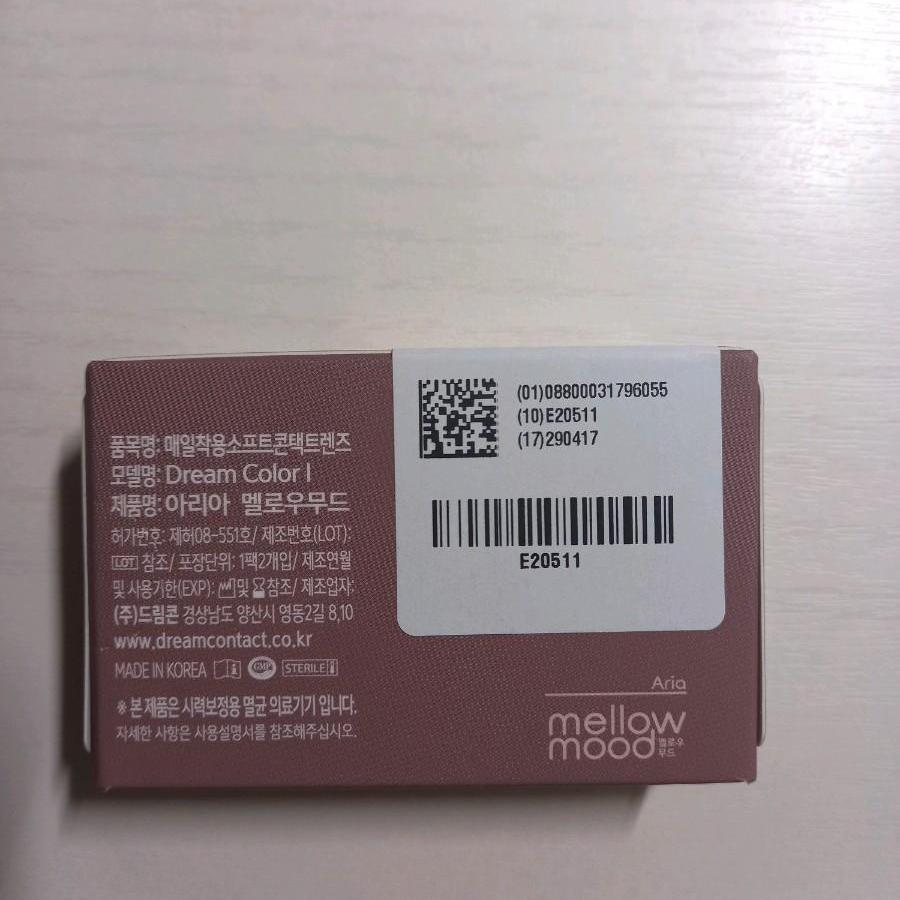 품목명: 매일착용소프트콘택트렌즈
모델명: Dream Color I
제품명: 아리아 멜로우무드
허가번호: 제허08-551호/ 제조번호(LOT):
LOT 참조/ 포장단위: 1팩2개입/ 제조연월
및 사용기한(EXP): 및 참조/ 제조업자:
(주)드림콘 경상남도 양산시 영동2길 8,10
www.dreamcontact.co.kr
MADE IN KOREA GMP STERILE
※ 본 제품은 시력보정용 멸균 의료기기 입니다.
자세한 사항은 사용설명서를 참조해주십시오.
(01)08800031796055
(10)E20511
(17)290417
E20511
Aria
mellow
mood 멜로우
무드